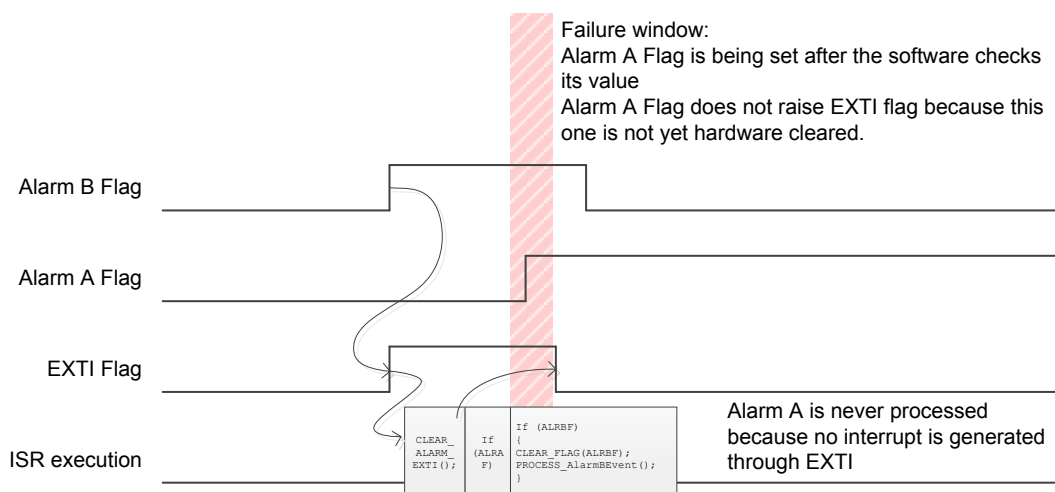 Failure window:
Alarm A Flag is being set after the software checks
its value
Alarm A Flag does not raise EXTI flag because this
one is not yet hardware cleared.
Alarm B Flag
Alarm A Flag
EXTI Flag
ISR execution
CLEAR_
ALARM_
EXTI();
If
(ALRA
F)
If (ALRBF)
{
CLEAR_FLAG(ALRBF);
PROCESS_AlarmBEvent();
}
Alarm A is never processed
because no interrupt is generated
through EXTI